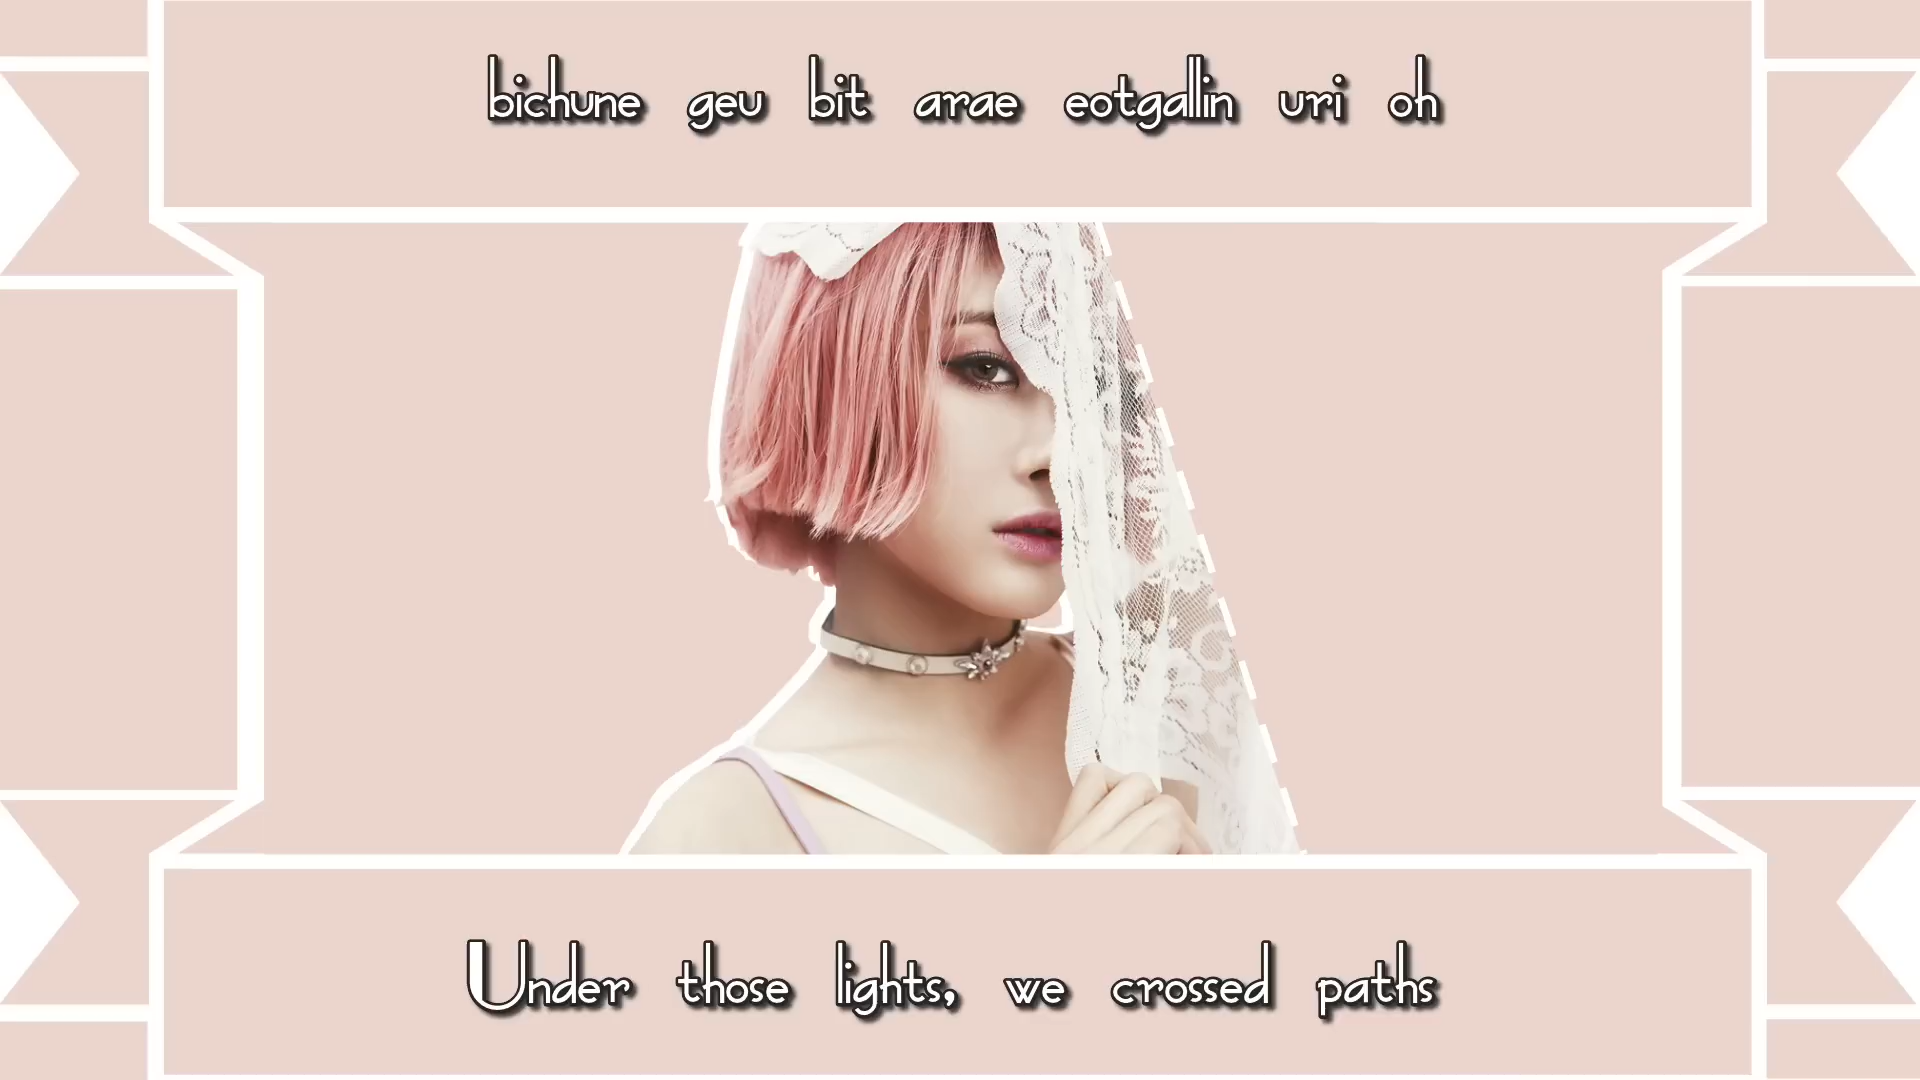 bichune geu bit arae eotgallin uri oh
Under those lights, we crossed paths